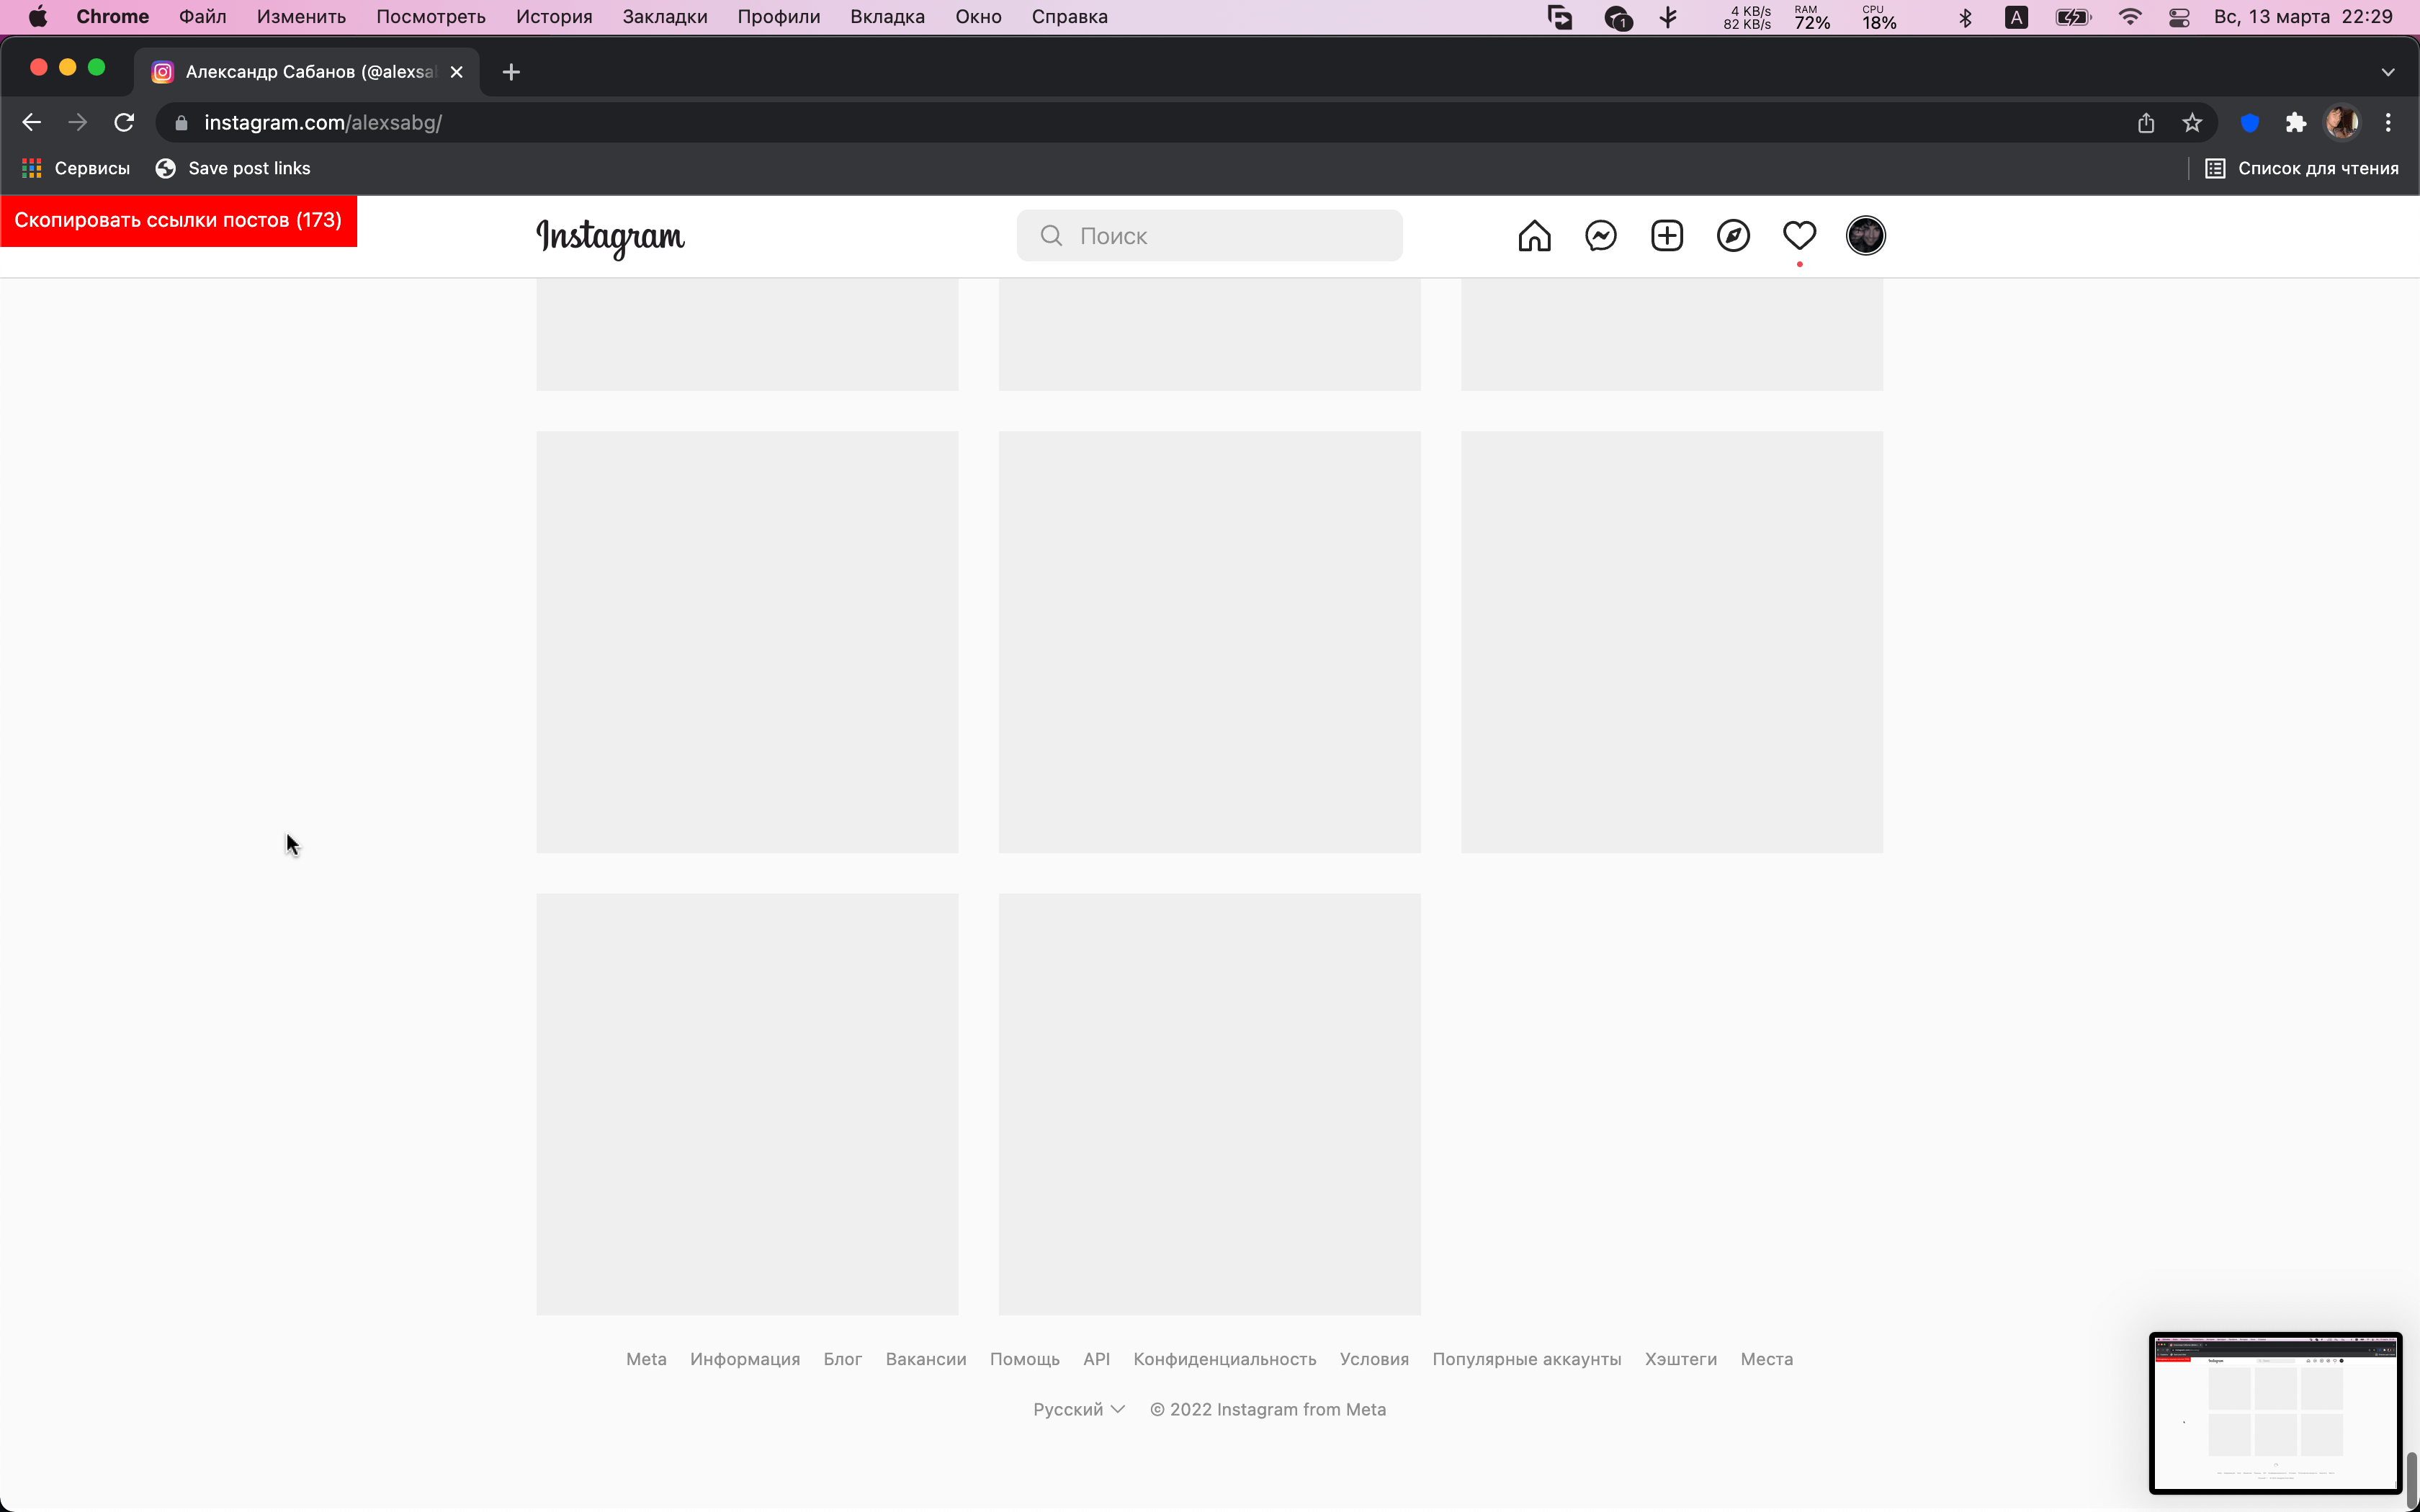 Chrome Файл Изменить Посмотреть История Закладки Профили Вкладка Окно Справка 1 4 KB/s 82 KB/s RAM 72% CPU 18% A Вс, 13 марта 22:29
Александр Сабанов (@alexsa
instagram.com/alexsabg/
Сервисы Save post links Список для чтения
Скопировать ссылки постов (173)
Instagram Поиск
Meta Информация Блог Вакансии Помощь API Конфиденциальность Условия Популярные аккаунты Хэштеги Места
Русский © 2022 Instagram from Meta